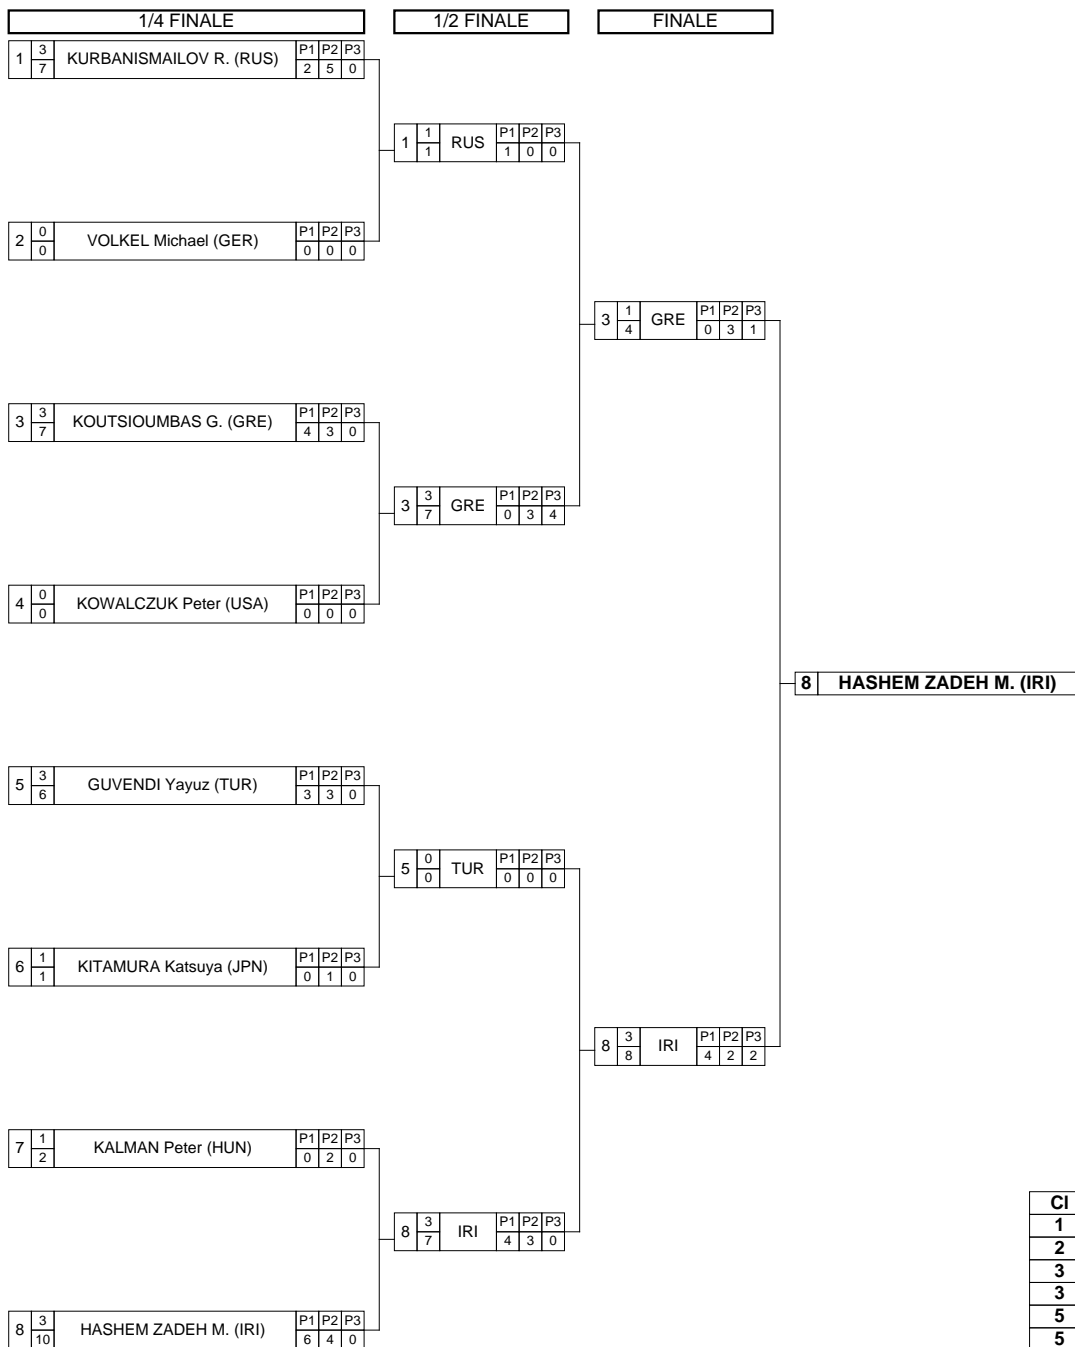 1/4 FINALE 1/2 FINALE FINALE
1 3 7 KURBANISMAILOV R. (RUS) P1 P2 P3
2 5 0
1 1 1 RUS P1 P2 P3
1 0 0
2 0 0 VOLKEL Michael (GER) P1 P2 P3
0 0 0
3 1 4 GRE P1 P2 P3
0 3 1
3 3 7 KOUTSIOUMBAS G. (GRE) P1 P2 P3
4 3 0
3 3 7 GRE P1 P2 P3
0 3 4
4 0 0 KOWALCZUK Peter (USA) P1 P2 P3
0 0 0
8 HASHEM ZADEH M. (IRI)
5 3 6 GUVENDI Yayuz (TUR) P1 P2 P3
3 3 0
5 0 0 TUR P1 P2 P3
0 0 0
6 1 1 KITAMURA Katsuya (JPN) P1 P2 P3
0 1 0
8 3 8 IRI P1 P2 P3
4 2 2
7 1 2 KALMAN Peter (HUN) P1 P2 P3
0 2 0
8 3 7 IRI P1 P2 P3
4 3 0
8 3 10 HASHEM ZADEH M. (IRI) P1 P2 P3
6 4 0
Cl
1
2
3
3
5
5